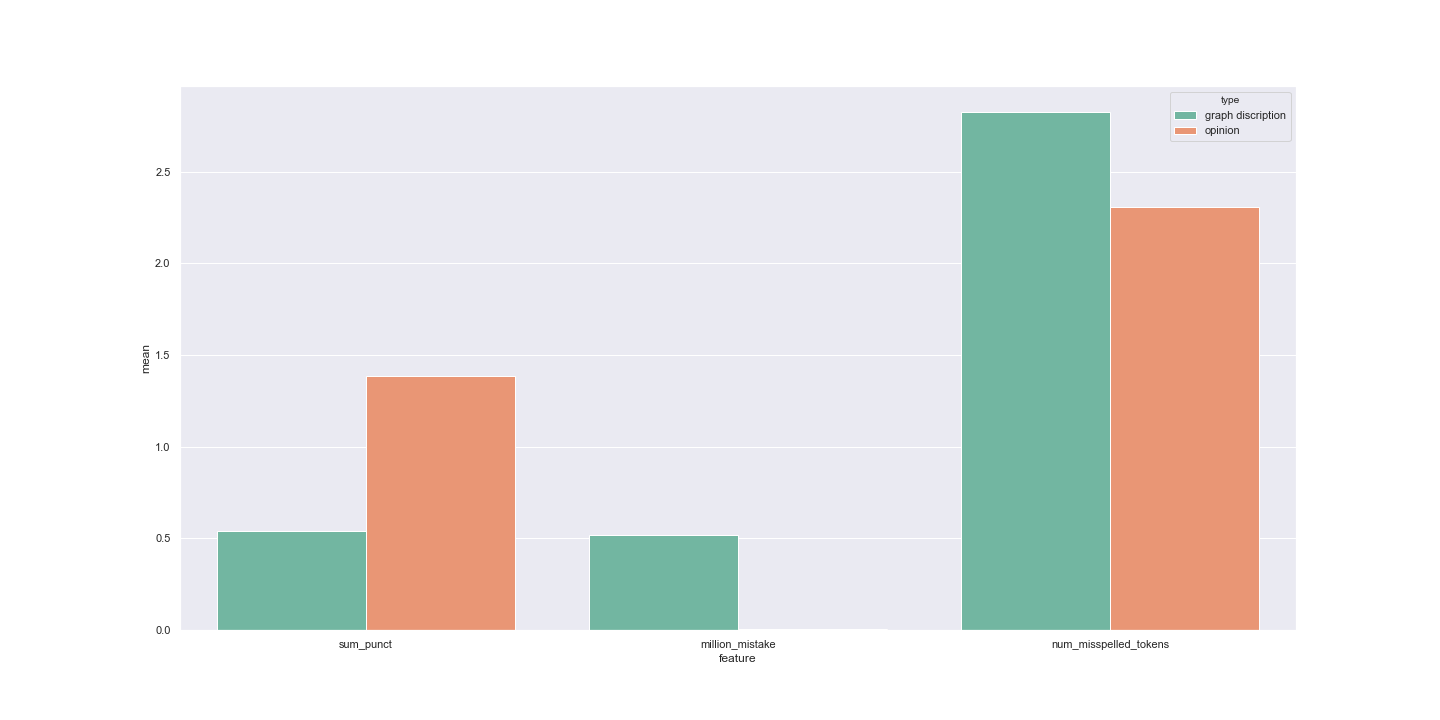 type
graph discription
opinion
2.5
2.0
1.5
1.0
0.5
0.0
mean
sum_punct
million_mistake
num_misspelled_tokens
feature